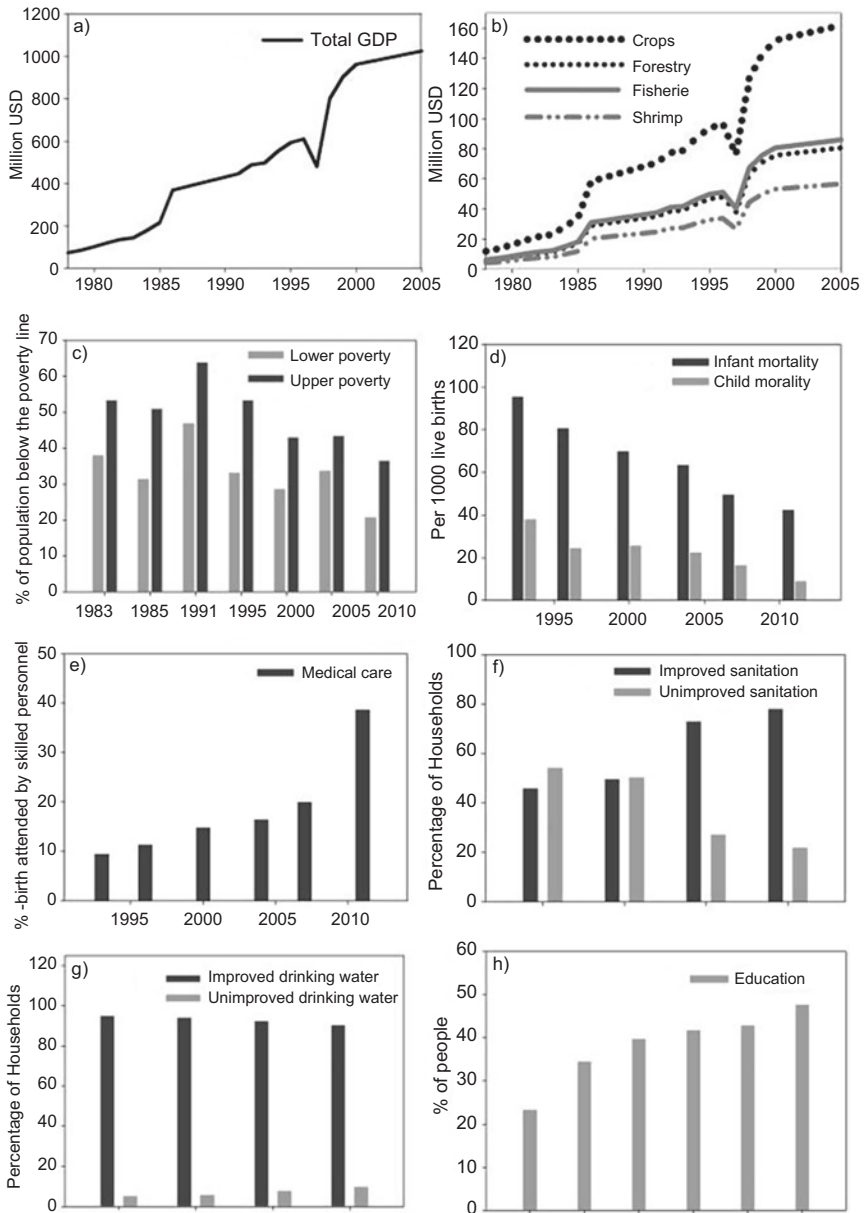 a)
Total GDP
Million USD
1200
1000
800
600
400
200
0
1980 1985 1990 1995 2000 2005
b)
Crops
Forestry
Fisherie
Shrimp
Million USD
160
140
120
100
80
60
40
20
0
1980 1985 1990 1995 2000 2005
c)
Lower poverty
Upper poverty
% of population below the poverty line
70
60
50
40
30
20
10
0
1983 1985 1991 1995 2000 2005 2010
d)
Infant mortality
Child morality
Per 1000 live births
120
100
80
60
40
20
0
1995 2000 2005 2010
e)
Medical care
% -birth attended by skilled personnel
50
40
30
20
10
0
1995 2000 2005 2010
f)
Improved sanitation
Unimproved sanitation
Percentage of Households
100
80
60
40
20
0
g)
Improved drinking water
Unimproved drinking water
Percentage of Households
120
100
80
60
40
20
0
h)
Education
% of people
60
50
40
30
20
10
0